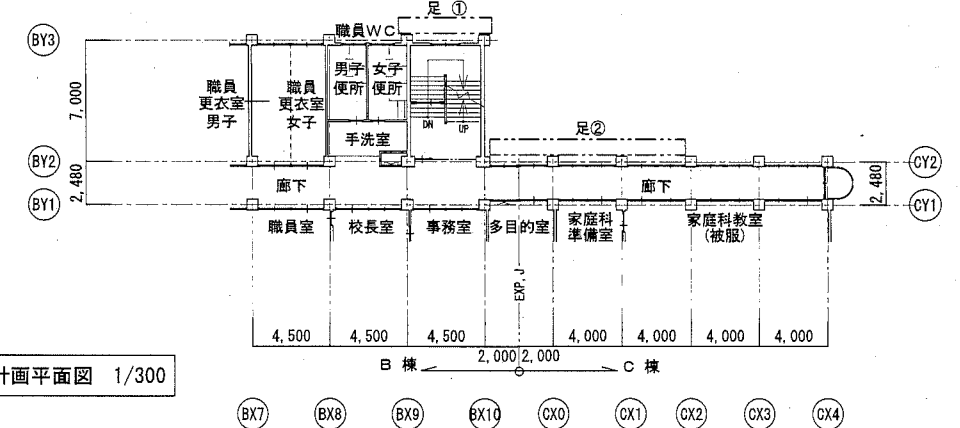 足 ①
BY3
職員WC
男子
便所
女子
便所
7,000
職員
更衣室
男子
職員
更衣室
女子
DN
UP
手洗室
足②
BY2
CY2
2,480
廊下
廊下
2,480
BY1
CY1
職員室
校長室
事務室
多目的室
家庭科
準備室
家庭科教室
(被服)
EXP.J
4,500
4,500
4,500
4,000
4,000
4,000
4,000
2,000
2,000
B 棟
C 棟
計画平面図 1/300
BX7
BX8
BX9
BX10
CX0
CX1
CX2
CX3
CX4